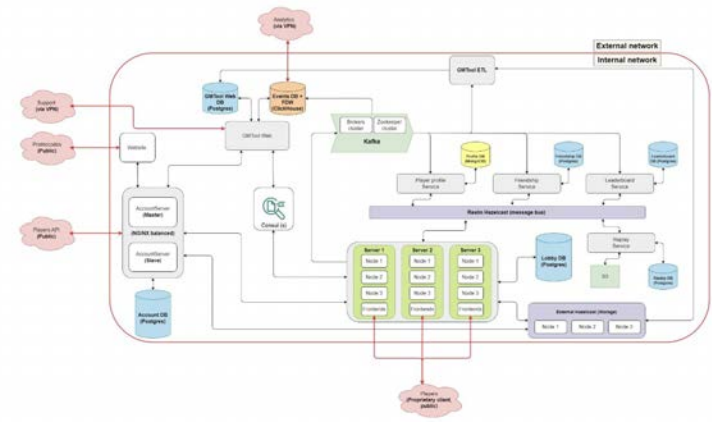 Analytics
(via VPN)
External network
Internal network
GMTool ETL
GMTool Web
DB
(Postgres)
Events DB +
(ClickHouse)
Support
(via VPN)
GMTool Web
Brokers
cluster
Zookeeper
cluster
Kafka
(Public)
Website
Profile DB
(MongoDB)
Friendship DB
(Postgres)
Leaderboard
DB (Postgres)
Player profile
Service
Friendship
Service
Leaderboard
Service
AccountServer
(Master)
Consul (s)
Realm Hazelcast (message bus)
Players API
(Public)
(NGINX balanced)
AccountServer
(Slave)
Server 1
Server 2
Server 3
Node 1
Node 1
Node 1
Node 2
Node 2
Node 2
Node 3
Node 3
Node 3
Frontends
Frontends
Frontends
Lobby DB
(Postgres)
Replay
Service
S3
Replay DB
(Postgres)
Account DB
(Postgres)
External Hazelcast (storage)
Node 1
Node 2
Node 3
Players
(Proprietary client,
public)